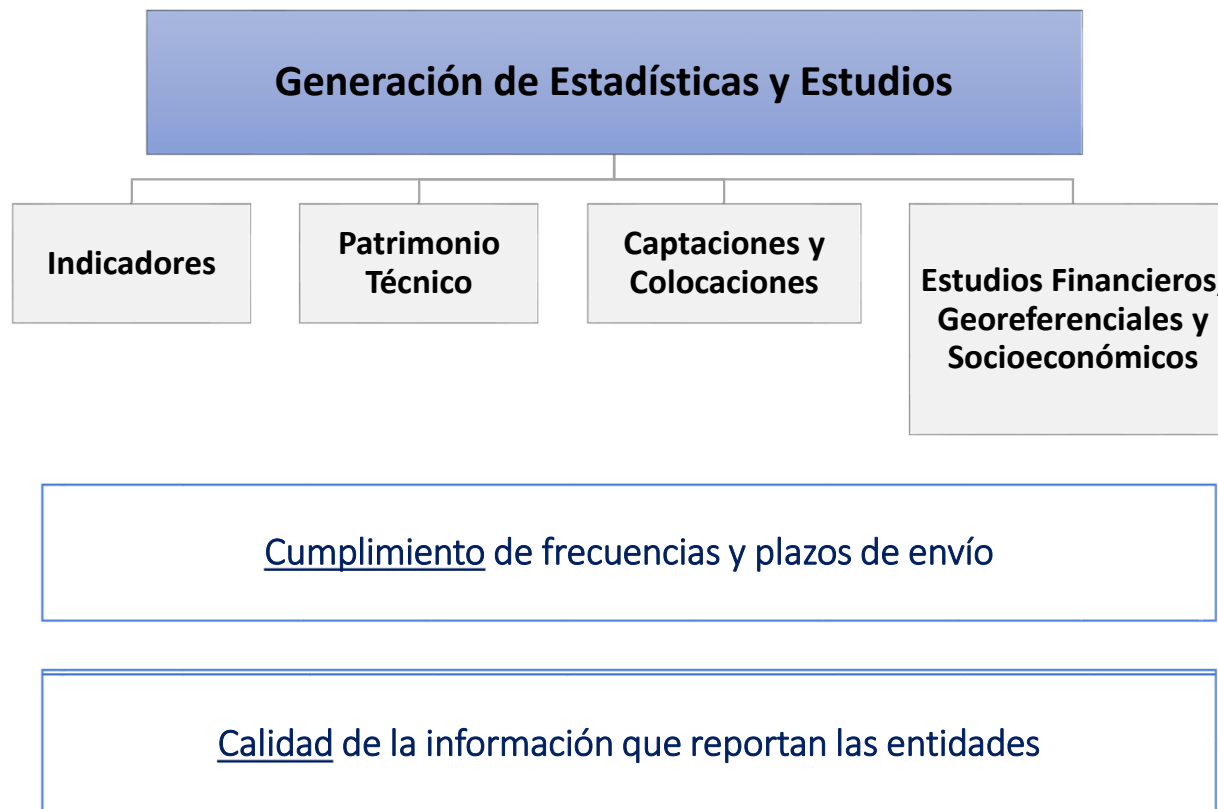 Generación de Estadísticas y Estudios
Indicadores
Patrimonio
Técnico
Captaciones y
Colocaciones
Estudios Financieros,
Georeferenciales y
Socioeconómicos
Cumplimiento de frecuencias y plazos de envío
Calidad de la información que reportan las entidades